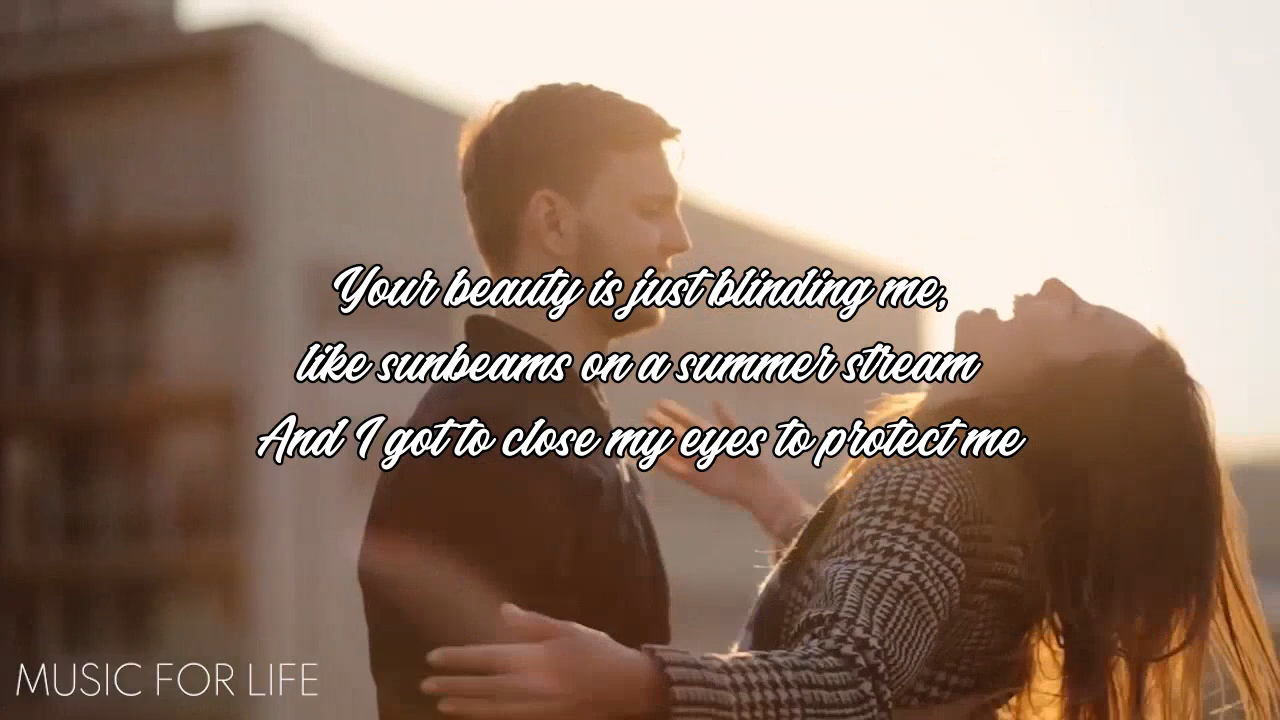 Your beauty is just blinding me,
like sunbeams on a summer stream
And I got to close my eyes to protect me
MUSIC FOR LIFE